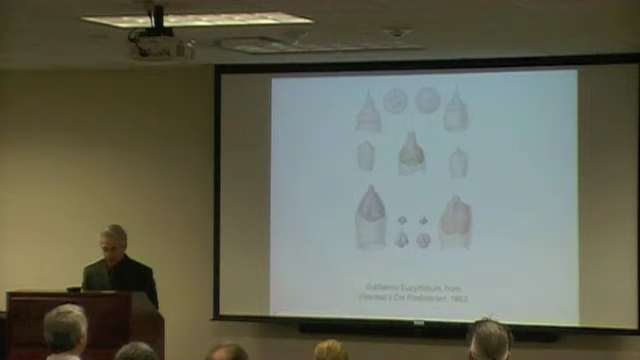 Subfamily Eucyrtidium, from
Haeckel's Die Radiolarien, 1862